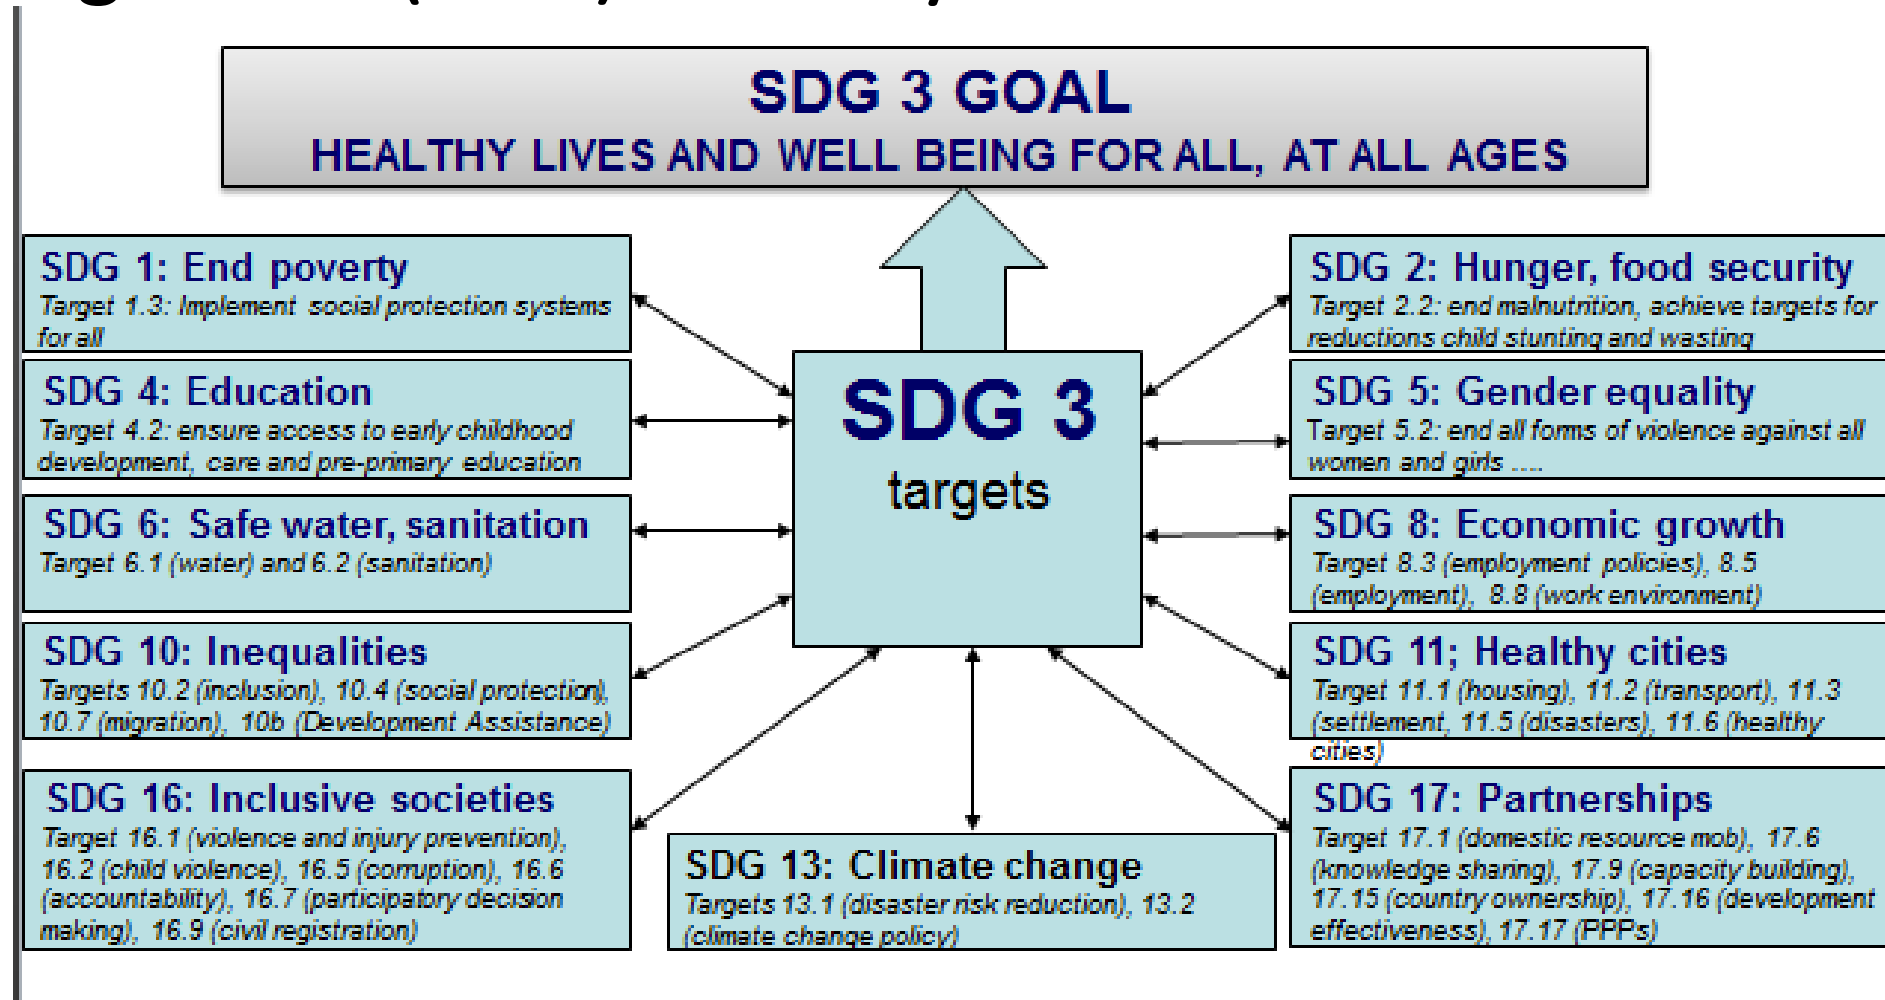 SDG 3 GOAL
HEALTHY LIVES AND WELL BEING FOR ALL, AT ALL AGES
SDG 1: End poverty
Target 1.3: Implement social protection systems
for all
SDG 2: Hunger, food security
Target 2.2: end malnutrition, achieve targets for
reductions child stunting and wasting
SDG 4: Education
Target 4.2: ensure access to early childhood
development, care and pre-primary education
SDG 3
targets
SDG 5: Gender equality
Target 5.2: end all forms of violence against all
women and girls ....
SDG 6: Safe water, sanitation
Target 6.1 (water) and 6.2 (sanitation)
SDG 8: Economic growth
Target 8.3 (employment policies), 8.5
(employment), 8.8 (work environment)
SDG 10: Inequalities
Targets 10.2 (inclusion), 10.4 (social protection),
10.7 (migration), 10b (Development Assistance)
SDG 11; Healthy cities
Target 11.1 (housing), 11.2 (transport), 11.3
(settlement, 11.5 (disasters), 11.6 (healthy
cities)
SDG 16: Inclusive societies
Target 16.1 (violence and injury prevention),
16.2 (child violence), 16.5 (corruption), 16.6
(accountability), 16.7 (participatory decision
making), 16.9 (civil registration)
SDG 13: Climate change
Targets 13.1 (disaster risk reduction), 13.2
(climate change policy)
SDG 17: Partnerships
Target 17.1 (domestic resource mob), 17.6
(knowledge sharing), 17.9 (capacity building),
17.15 (country ownership), 17.16 (development
effectiveness), 17.17 (PPPs)